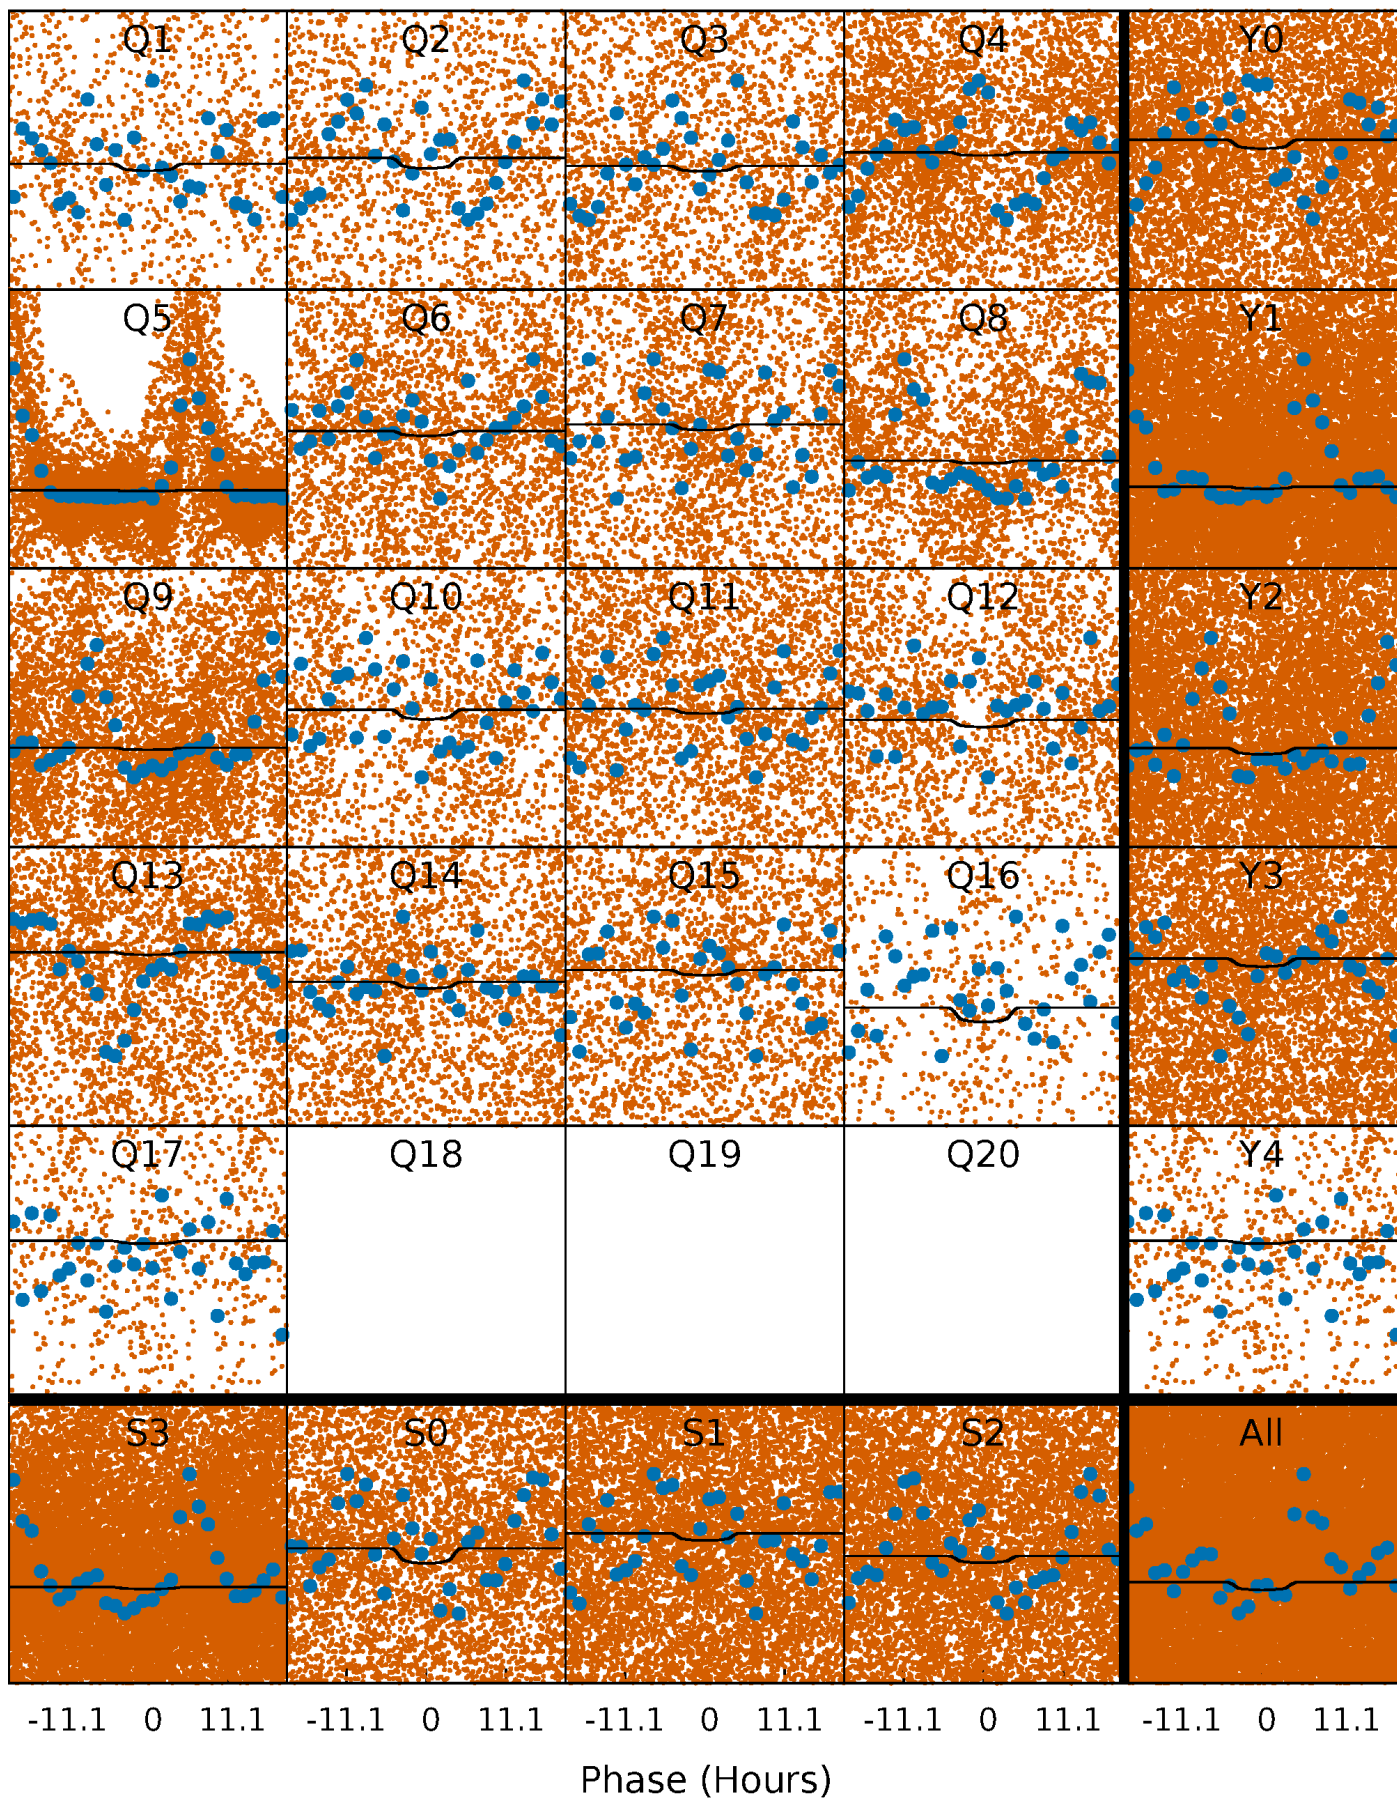 Q1 Q2 Q3 Q4 Y0
Q5 Q6 Q7 Q8 Y1
Q9 Q10 Q11 Q12 Y2
Q13 Q14 Q15 Q16 Y3
Q17 Q18 Q19 Q20 Y4
S3 S0 S1 S2 All
-11.1 0 11.1 -11.1 0 11.1 -11.1 0 11.1 -11.1 0 11.1 -11.1 0 11.1
Phase (Hours)